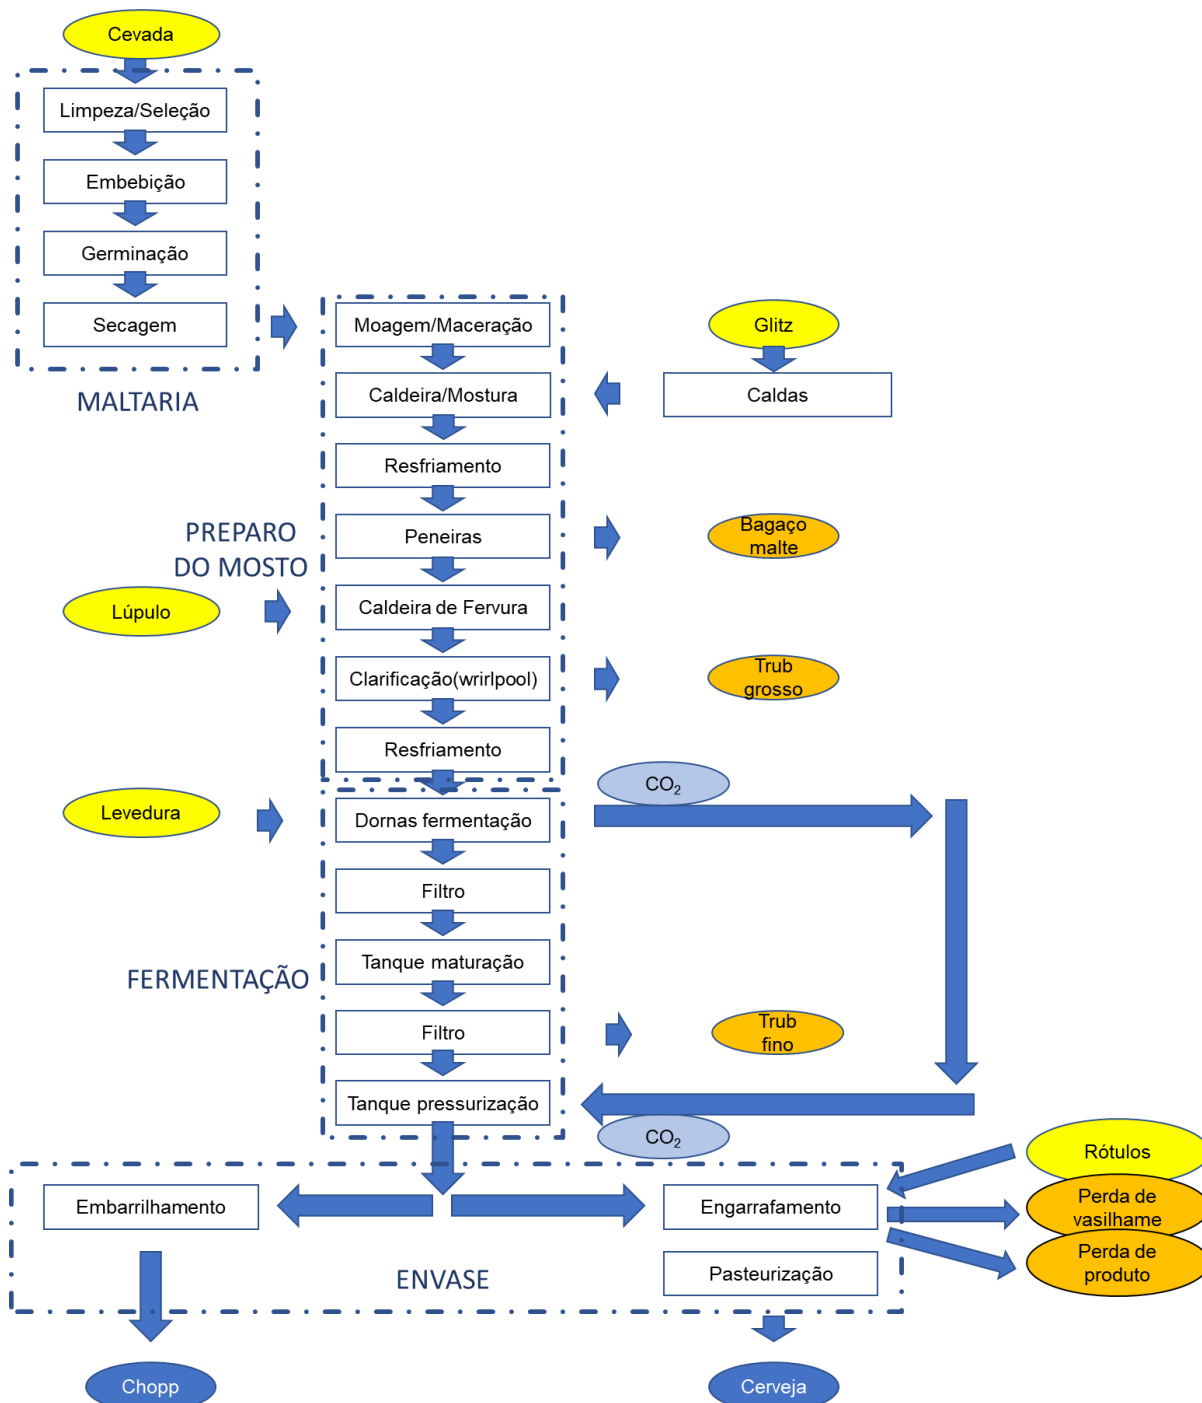 Cevada
Limpeza/Seleção
Embebição
Germinação
Secagem
MALTARIA
Moagem/Maceração
Glitz
Caldeira/Mostura
Caldas
Resfriamento
PREPARO
DO MOSTO
Peneiras
Bagaço
malte
Lúpulo
Caldeira de Fervura
Clarificação(wrirlpool)
Trub
grosso
Resfriamento
CO₂
Levedura
Dornas fermentação
Filtro
FERMENTAÇÃO
Tanque maturação
Filtro
Trub
fino
Tanque pressurização
CO₂
Rótulos
Embarrilhamento
Engarrafamento
Perda de
vasilhame
ENVASE
Pasteurização
Perda de
produto
Chopp
Cerveja